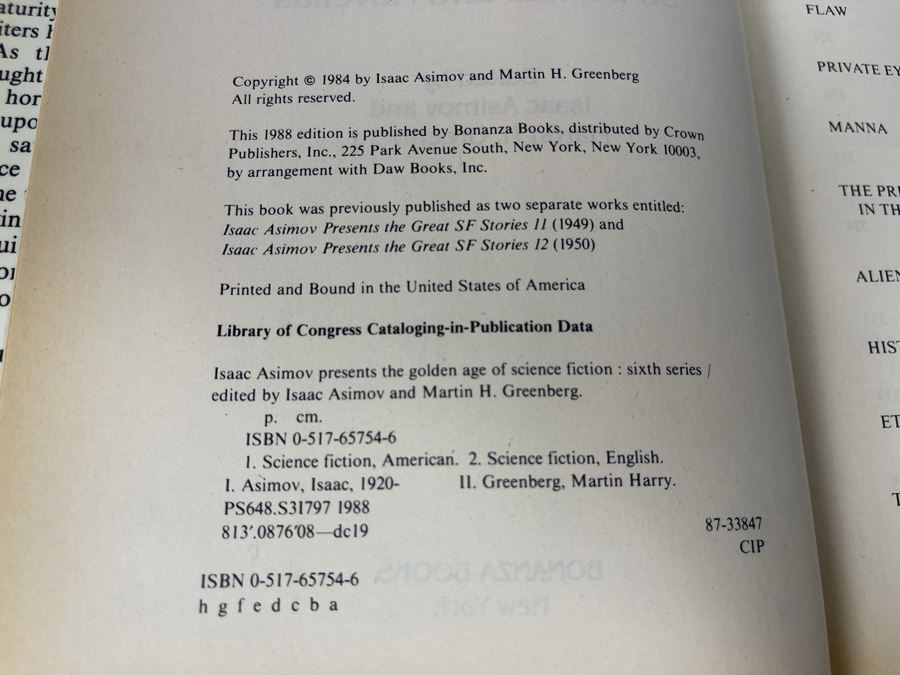 Copyright © 1984 by Isaac Asimov and Martin H. Greenberg
All rights reserved.
This 1988 edition is published by Bonanza Books, distributed by Crown
Publishers, Inc., 225 Park Avenue South, New York, New York 10003,
by arrangement with Daw Books, Inc.
This book was previously published as two separate works entitled:
Isaac Asimov Presents the Great SF Stories 11 (1949) and
Isaac Asimov Presents the Great SF Stories 12 (1950)
Printed and Bound in the United States of America
Library of Congress Cataloging-in-Publication Data
Isaac Asimov presents the golden age of science fiction : sixth series /
edited by Isaac Asimov and Martin H. Greenberg.
p. cm.
ISBN 0-517-65754-6
1. Science fiction, American. 2. Science fiction, English.
I. Asimov, Isaac, 1920- II. Greenberg, Martin Harry.
PS648.S31797 1988
813'.0876'08—dc19
87-33847
CIP
ISBN 0-517-65754-6
h g f e d c b a
FLAW
PRIVATE EY
MANNA
THE PR
IN TH
ALIEN
HIS
ET
T